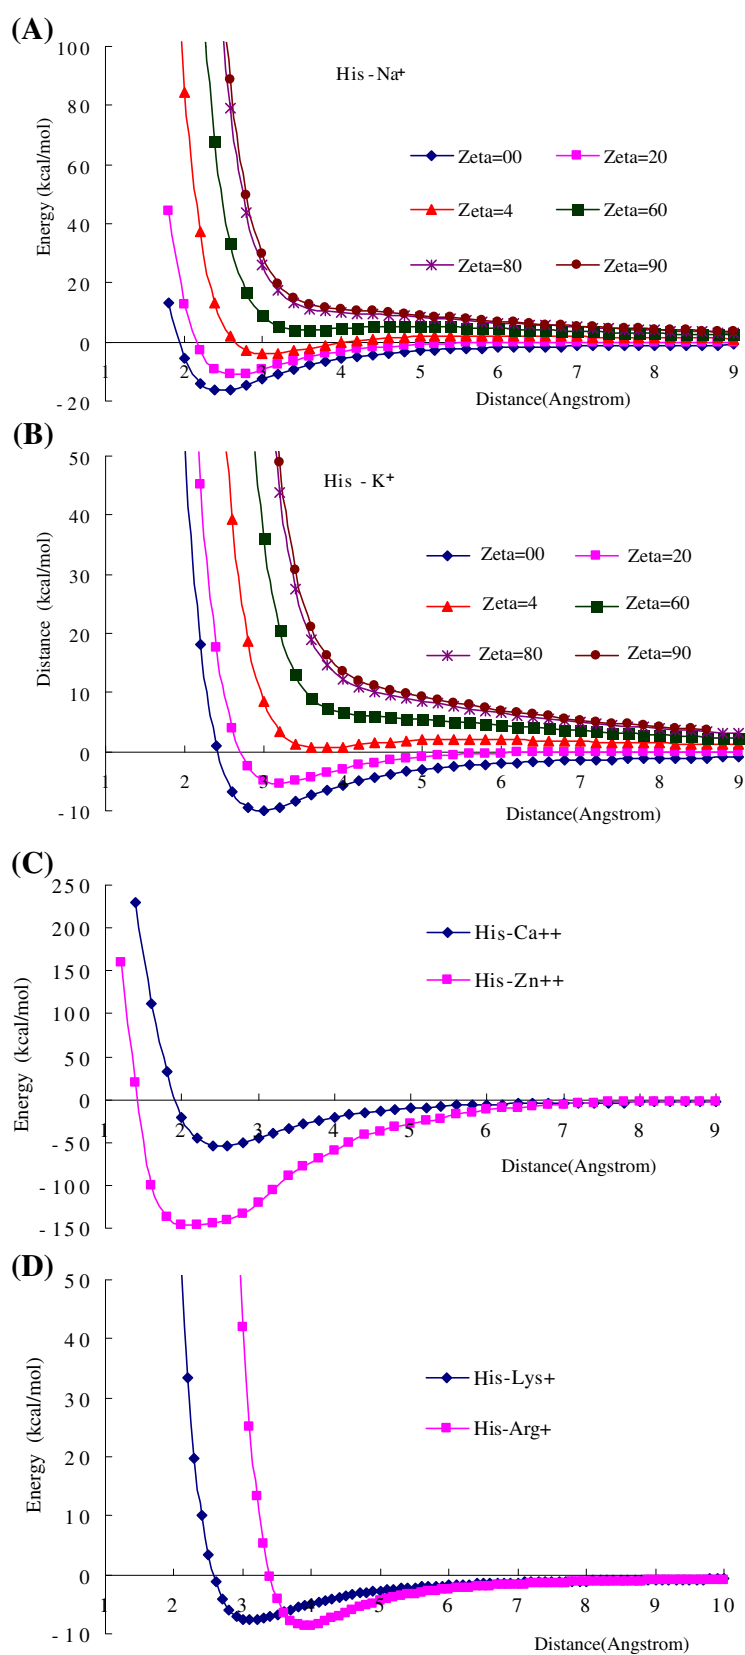 (A)
His-Na+
Energy (kcal/mol)
100
80
60
40
20
0
-20
1 2 3 4 5 6 7 8 9
Zeta=00 Zeta=20
Zeta=4 Zeta=60
Zeta=80 Zeta=90
Distance(Angstrom)
(B)
His - K+
Distance (kcal/mol)
50
40
30
20
10
0
-10
1 2 3 4 5 6 7 8 9
Zeta=00 Zeta=20
Zeta=4 Zeta=60
Zeta=80 Zeta=90
Distance(Angstrom)
(C)
Energy (kcal/mol)
250
200
150
100
50
0
-50
-100
-150
1 2 3 4 5 6 7 8 9
His-Ca++
His-Zn++
Distance(Angstrom)
(D)
Energy (kcal/mol)
50
40
30
20
10
0
-10
1 2 3 4 5 6 7 8 9 10
His-Lys+
His-Arg+
Distance(Angstrom)